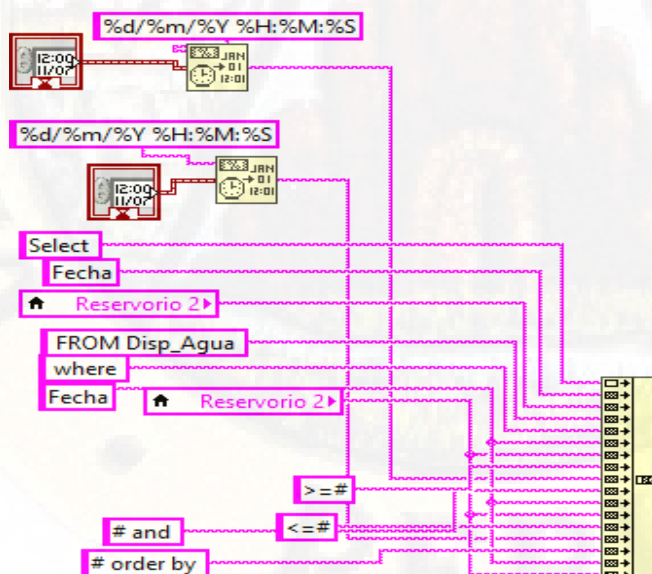 %d/%m/%Y %H:%M:%S
12:00
11/07
JAN
01
12:01
%d/%m/%Y %H:%M:%S
12:00
11/07
JAN
01
12:01
Select
Fecha
Reservorio 2
FROM Disp_Agua
where
Fecha
Reservorio 2
>=#
# and
<=#
# order by